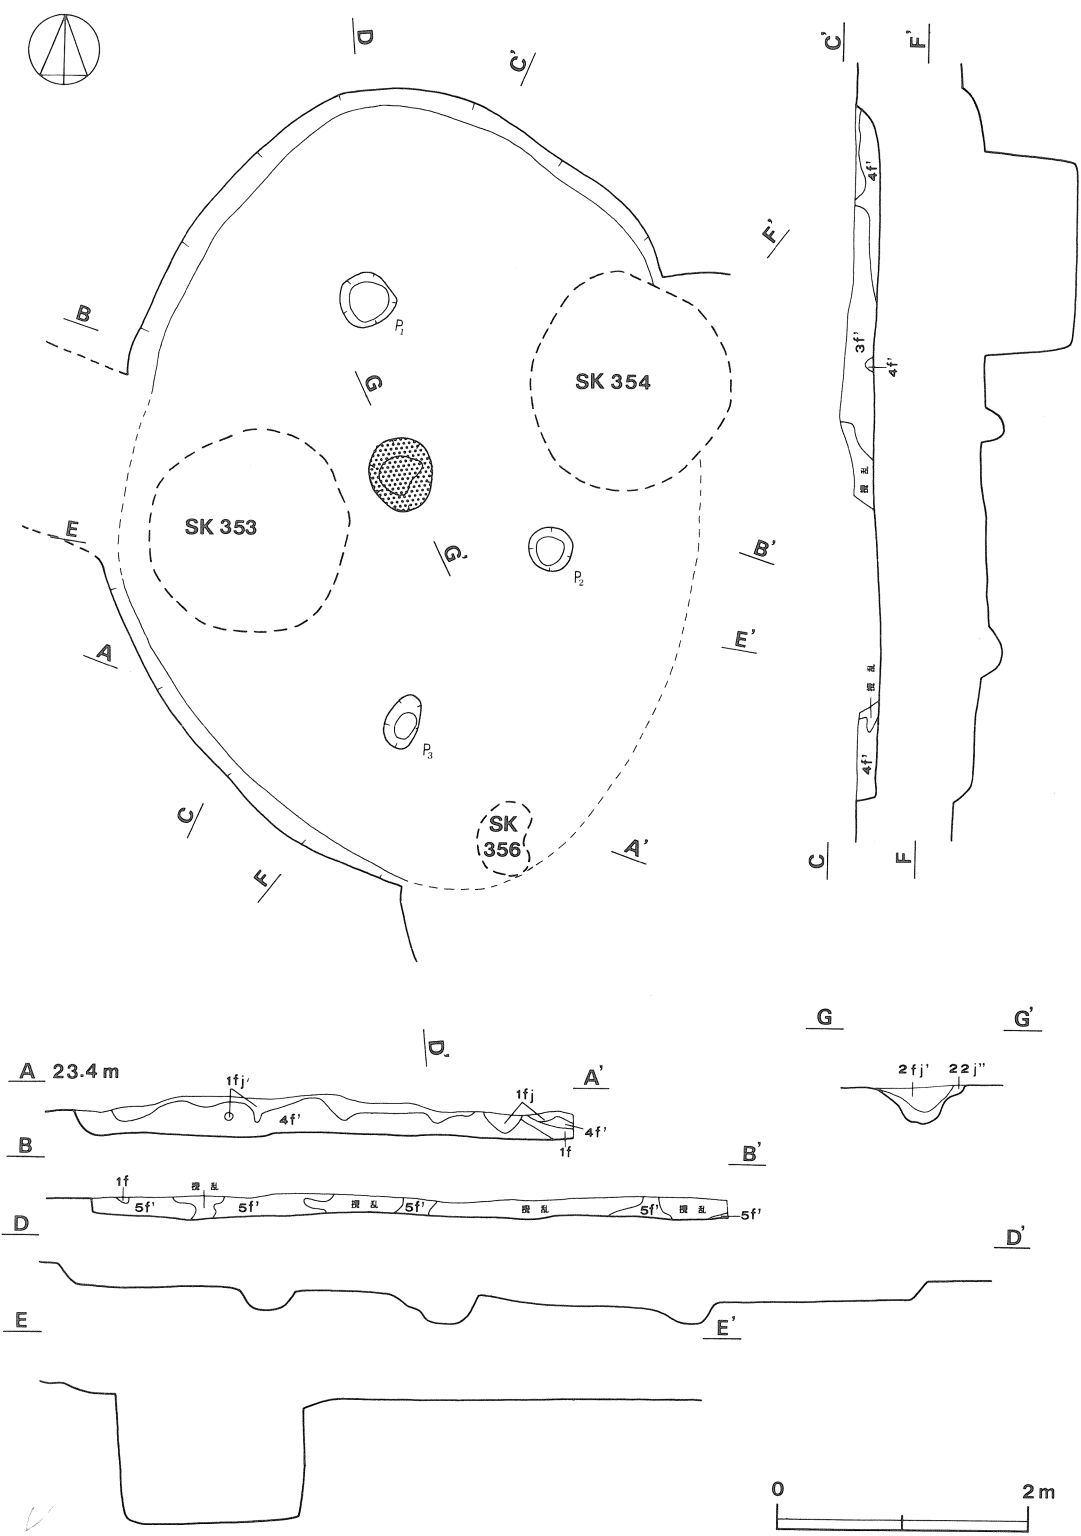 D
C'
C'
F'
4f'
F'
B
P1
3f'
4f'
G
SK 354
攪 乱
SK 353
E
G'
B'
P2
E'
A
攪 乱
P3
4f'
C
SK
356
A'
F
C
F
G
G'
D'
A 23.4 m
A'
2fj' 22j"
1fj'
1fj
4f'
4f'
1f
B
B'
1f
攪 乱
5f'
5f'
攪 乱
5f'
攪 乱
5f'
攪 乱
5f'
D
D'
E
E'
0
2 m